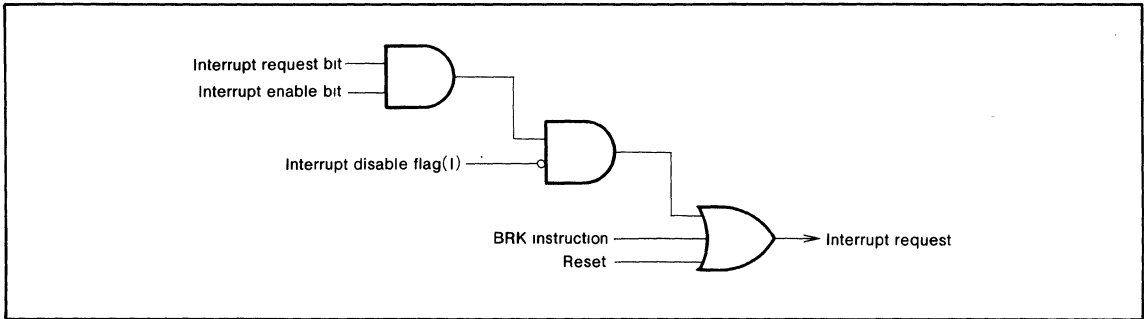 Interrupt request bit
Interrupt enable bit
Interrupt disable flag(I)
BRK instruction
Reset
Interrupt request